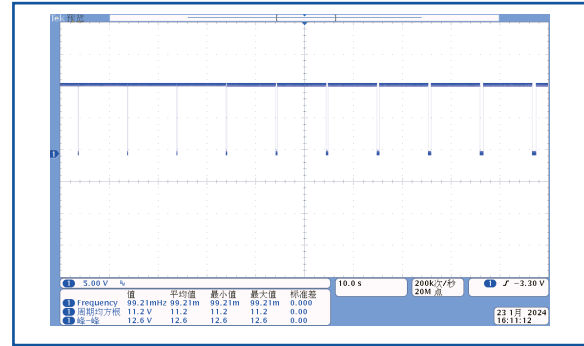 预览
1
1 5.00 V
10.0 s
200k次/秒
20M 点
1 -3.30 V
值 平均值 最小值 最大值 标准差
1 Frequency 99.21mHz 99.21m 99.21m 99.21m 0.000
1 周期均方根 11.2 V 11.2 11.2 11.2 0.00
1 峰-峰 12.6 V 12.6 12.6 12.6 0.00
23 1月 2024
16:11:12